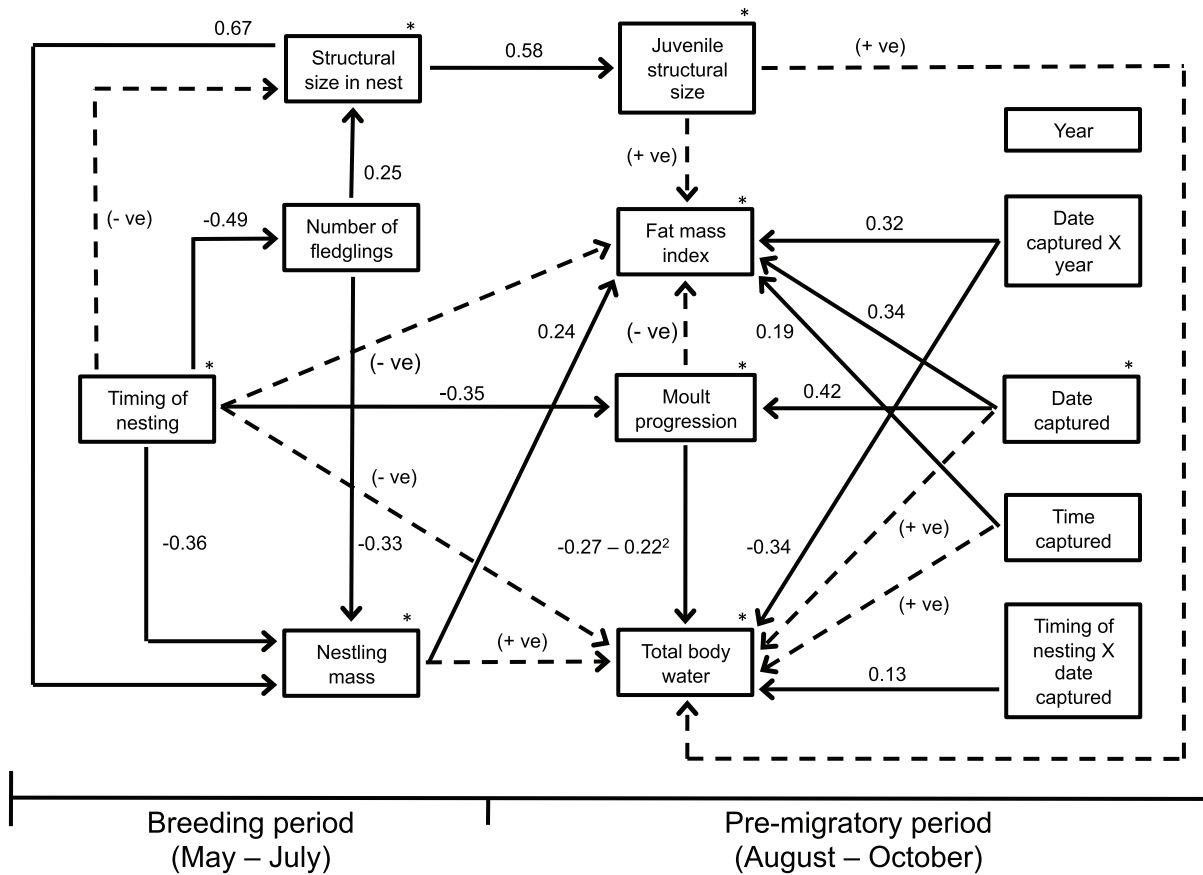 0.67
*
Structural
size in nest
0.58
*
Juvenile
structural
size
(+ ve)
Year
(+ ve)
0.25
(- ve)
-0.49
Number of
fledglings
*
Fat mass
index
0.32
Date
captured X
year
0.34
0.24
(- ve)
0.19
(- ve)
*
Timing of
nesting
-0.35
*
Moult
progression
0.42
*
Date
captured
(- ve)
-0.36
-0.33
-0.27 – 0.22²
-0.34
(+ ve)
Time
captured
(+ ve)
*
Nestling
mass
(+ ve)
*
Total body
water
0.13
Timing of
nesting X
date
captured
Breeding period
(May – July)
Pre-migratory period
(August – October)